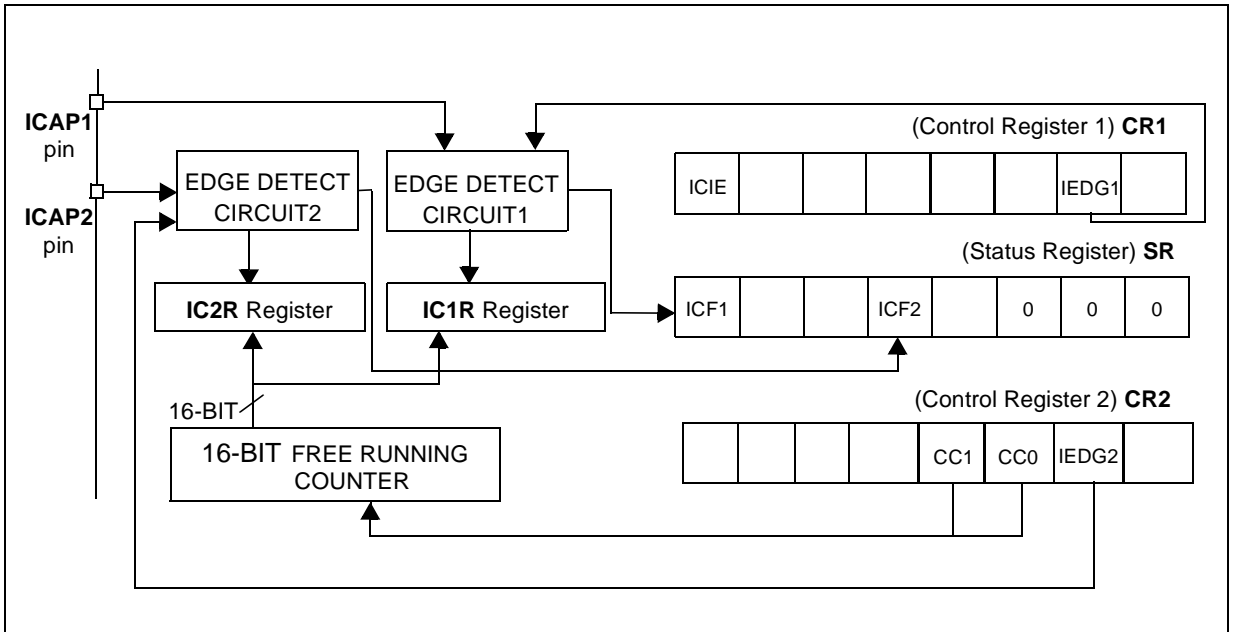 ICAP1
pin
ICAP2
pin
EDGE DETECT
CIRCUIT2
EDGE DETECT
CIRCUIT1
(Control Register 1) CR1
ICIE
IEDG1
IC2R Register
IC1R Register
(Status Register) SR
ICF1
ICF2
0
0
0
16-BIT
16-BIT FREE RUNNING
COUNTER
(Control Register 2) CR2
CC1
CC0
IEDG2